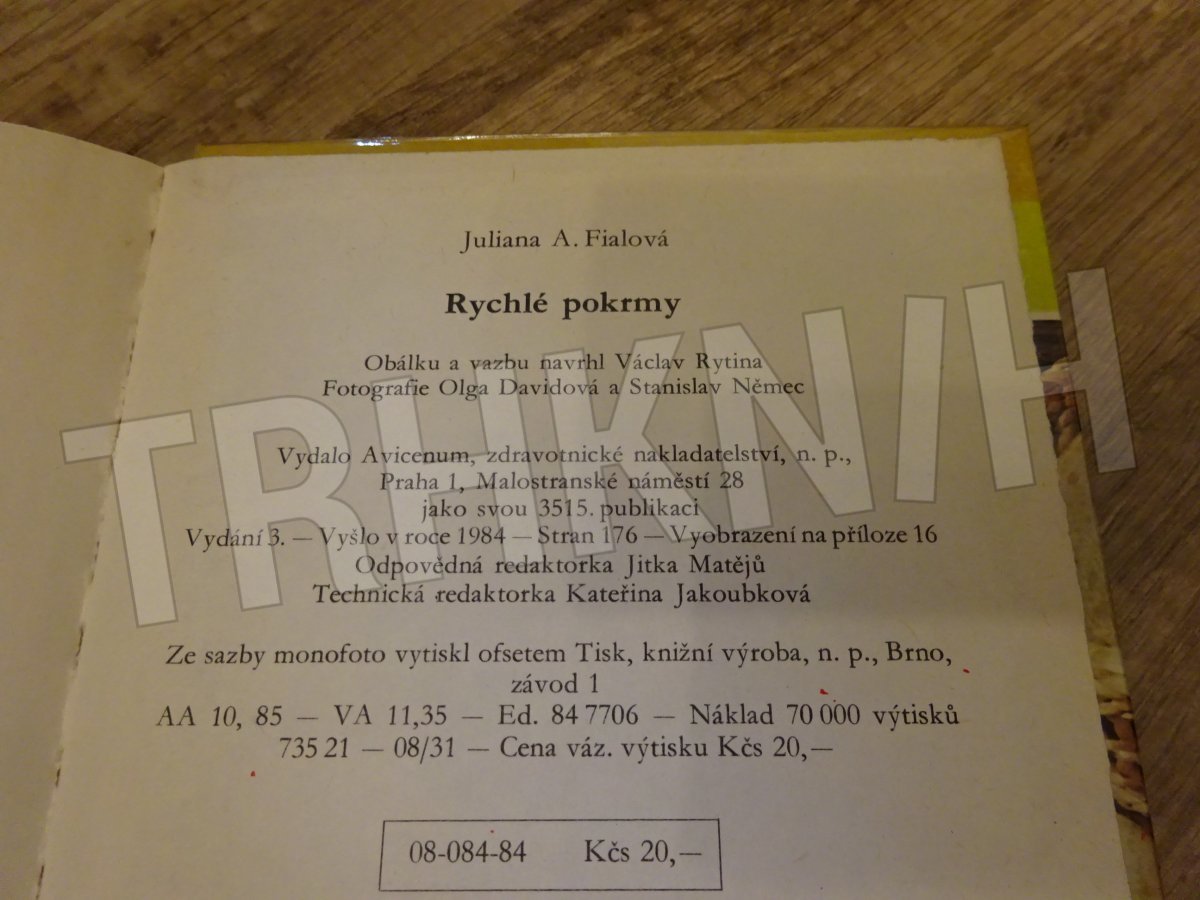 Juliana A. Fialová
Rychlé pokrmy
Obálku a vazbu navrhl Václav Rytina
Fotografie Olga Davidová a Stanislav Němec
Vydalo Avicenum, zdravotnické nakladatelství, n. p.,
Praha 1, Malostranské náměstí 28
jako svou 3515. publikaci
Vydání 3. — Vyšlo v roce 1984 — Stran 176 — Vyobrazení na příloze 16
Odpovědná redaktorka Jitka Matějů
Technická redaktorka Kateřina Jakoubková
Ze sazby monofoto vytiskl ofsetem Tisk, knižní výroba, n. p., Brno,
závod 1
AA 10, 85 — VA 11,35 — Ed. 84 7706 — Náklad 70 000 výtisků
735 21 — 08/31 — Cena váz. výtisku Kčs 20,—
08-084-84 Kčs 20,—
TRHKNIH